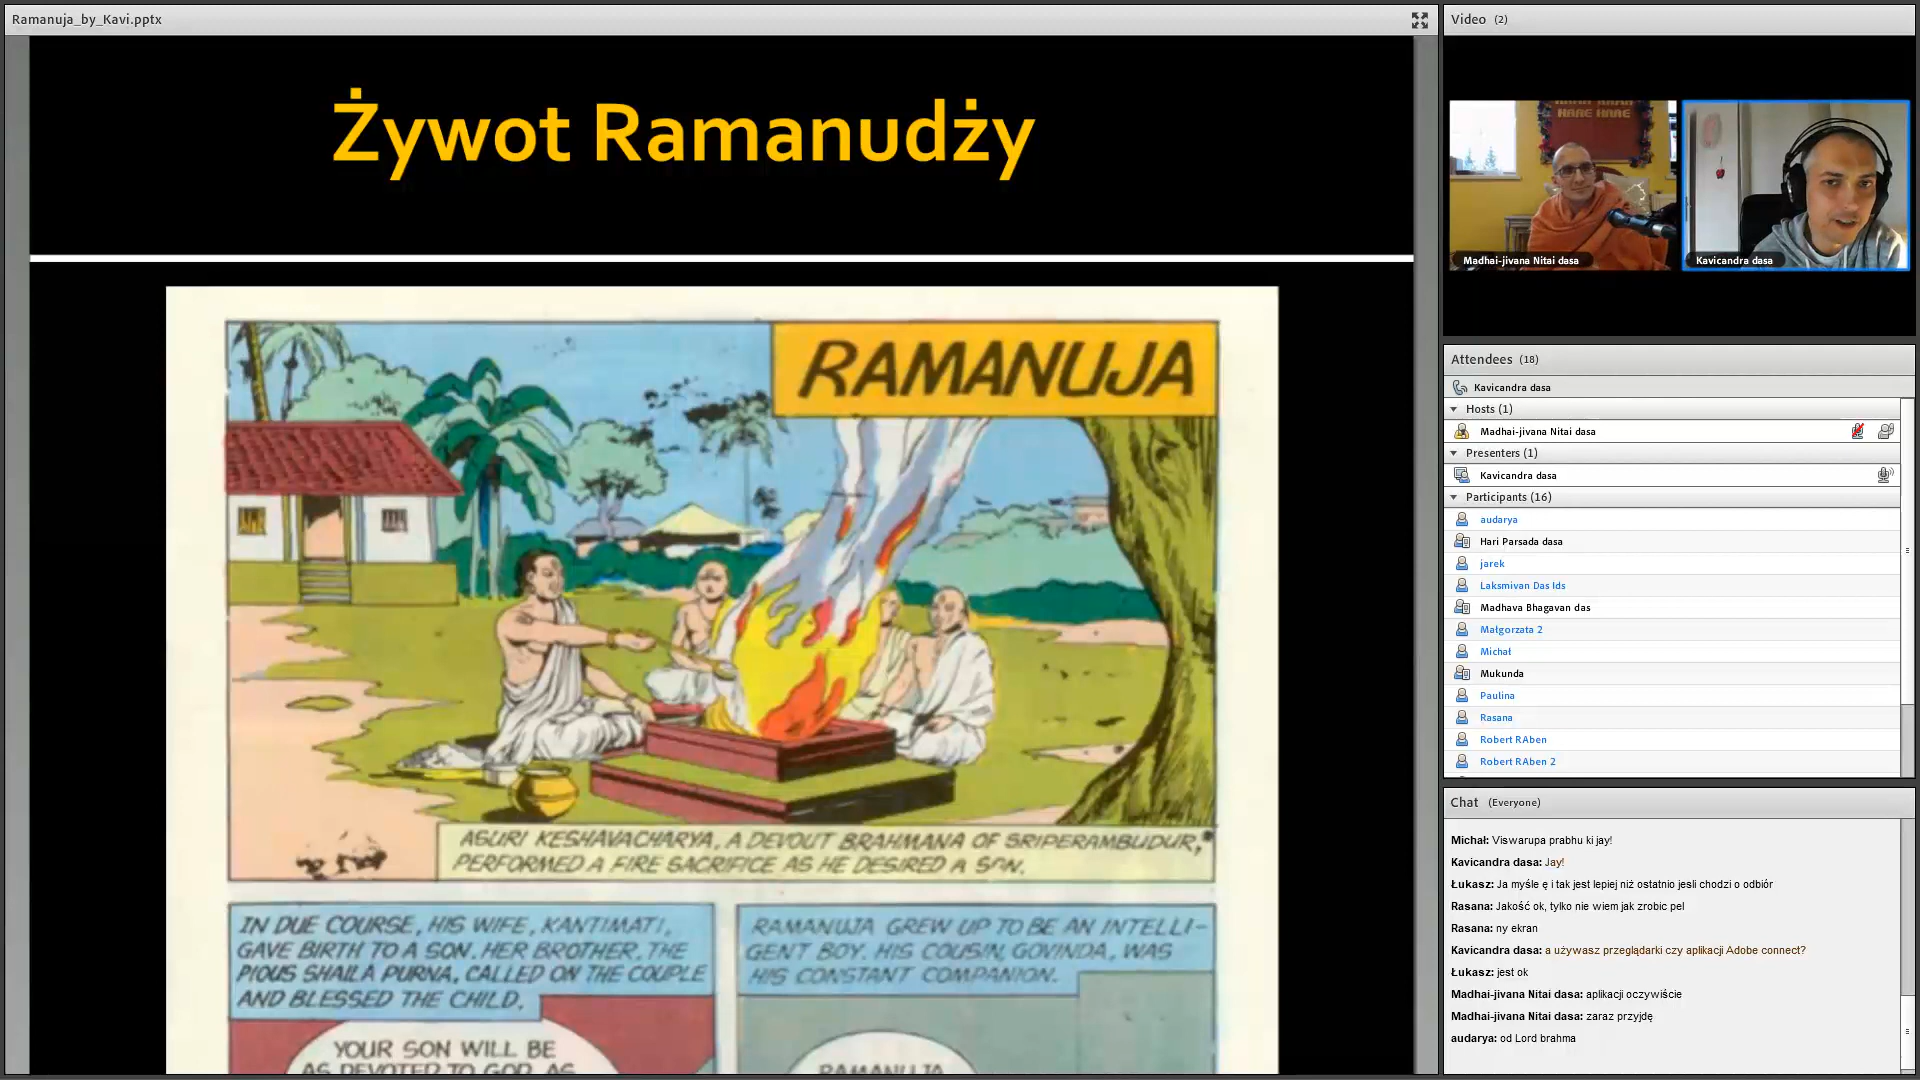 Ramanuja_by_Kavi.pptx
Żywot Ramanudży
RAMANUJA
ASURI KESHAVACHARYA, A DEVOUT BRAHMANA OF SRIPERAMBUDUR,*
PERFORMED A FIRE SACRIFICE AS HE DESIRED A SON.
IN DUE COURSE, HIS WIFE, KANTIMATI,
GAVE BIRTH TO A SON. HER BROTHER, THE
PIOUS SHAILA PURNA, CALLED ON THE COUPLE
AND BLESSED THE CHILD.
YOUR SON WILL BE
AS DEVOTED TO GOD AS
RAMANUJA GREW UP TO BE AN INTELLI-
GENT BOY. HIS COUSIN, GOVINDA, WAS
HIS CONSTANT COMPANION.
RAMANUJA
Video (2)
HARE HARE
Madhai-jivana Nitai dasa
Kavicandra dasa
Attendees (18)
Kavicandra dasa
Hosts (1)
Madhai-jivana Nitai dasa
Presenters (1)
Kavicandra dasa
Participants (16)
audarya
Hari Parsada dasa
jarek
Laksmivan Das Ids
Madhava Bhagavan das
Małgorzata 2
Michał
Mukunda
Paulina
Rasana
Robert RAben
Robert RAben 2
Chat (Everyone)
Michał: Viswarupa prabhu ki jay!
Kavicandra dasa: Jay!
Łukasz: Ja myśle ę i tak jest lepiej niż ostatnio jesli chodzi o odbiór
Rasana: Jakość ok, tylko nie wiem jak zrobic pel
Rasana: ny ekran
Kavicandra dasa: a używasz przeglądarki czy aplikacji Adobe connect?
Łukasz: jest ok
Madhai-jivana Nitai dasa: aplikacji oczywiście
Madhai-jivana Nitai dasa: zaraz przyjdę
audarya: od Lord brahma